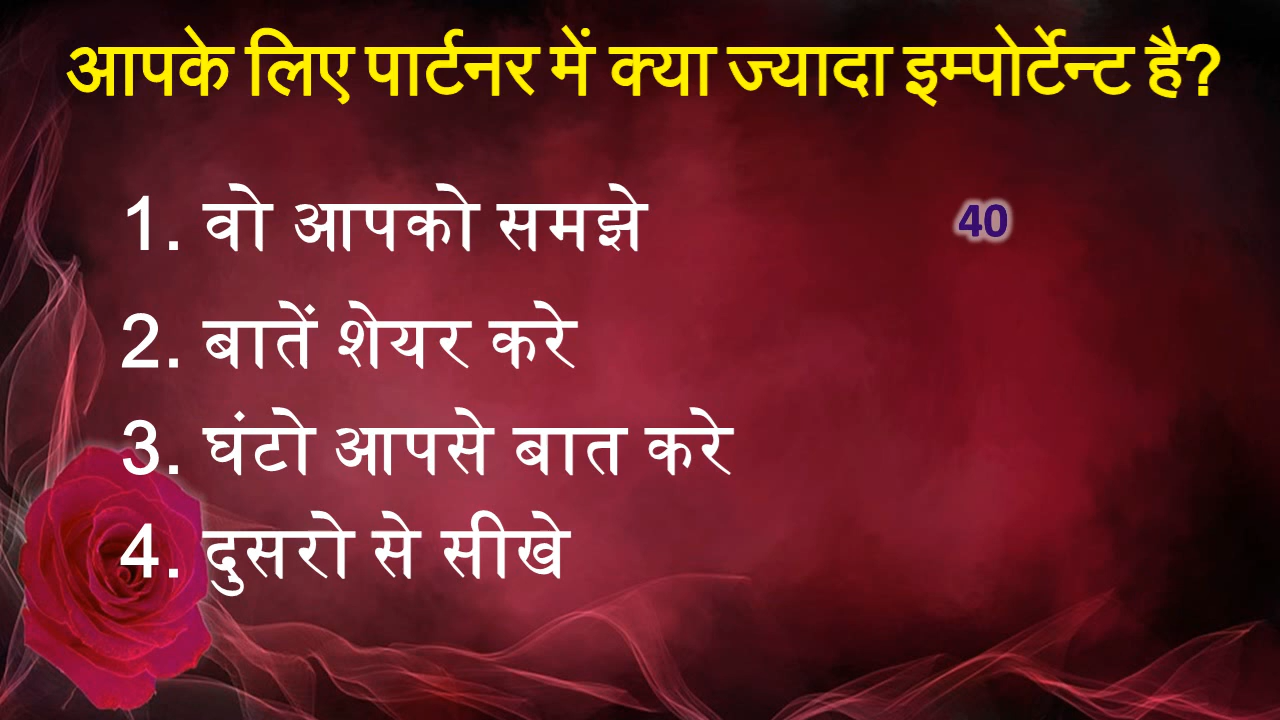 आपके लिए पार्टनर में क्या ज्यादा इम्पोर्टेन्ट है?
1. वो आपको समझे
40
2. बातें शेयर करे
3. घंटो आपसे बात करे
4. दुसरो से सीखे